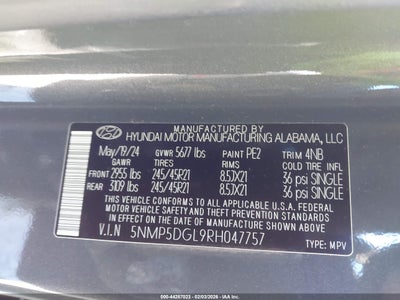 MANUFACTURED BY
HYUNDAI MOTOR MANUFACTURING ALABAMA, LLC
May/19/24 GVWR 5677 lbs PAINT PE2 TRIM 4NB
GAWR TIRES RIMS COLD TIRE INFL
FRONT 2955 lbs 245/45R21 8.5JX21 36 psi SINGLE
REAR 3109 lbs 245/45R21 8.5JX21 36 psi SINGLE
THIS VEHICLE CONFORMS TO ALL APPLICABLE U.S. FEDERAL MOTOR VEHICLE
SAFETY AND THEFT PREVENTION STANDARDS IN
EFFECT ON THE DATE OF MANUFACTURE SHOWN ABOVE.
V.I.N 5NMP5DGL9RH047757 TYPE: MPV
© IAA- 44287023 - 02/03/2026 - 00:00: